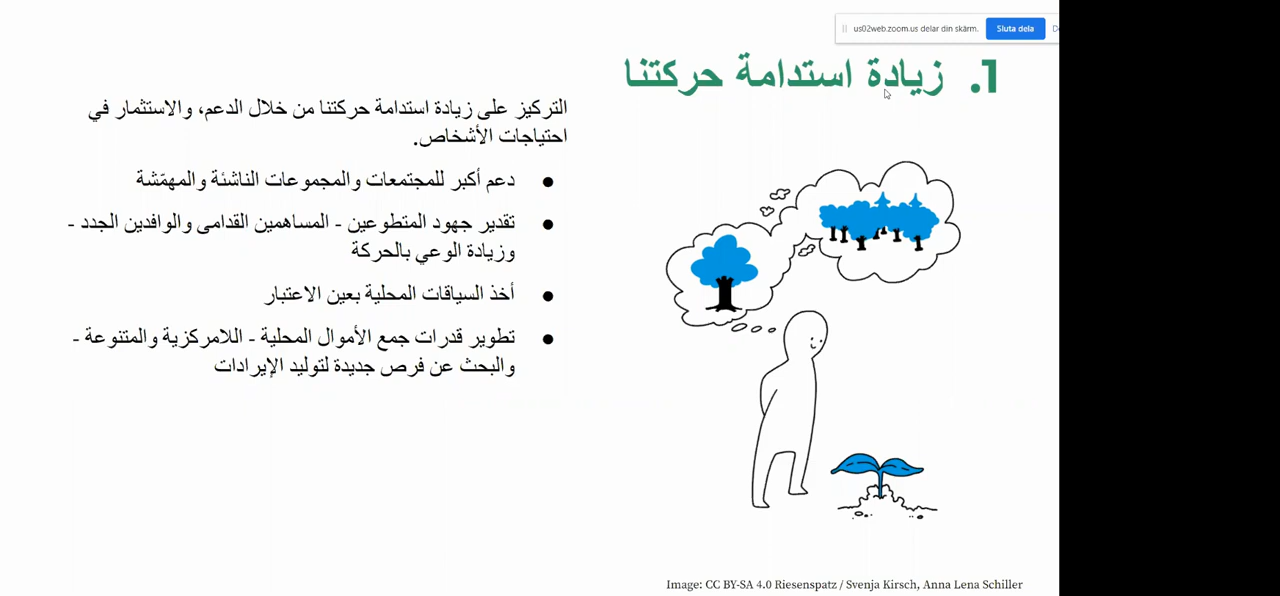 us02web.zoom.us delar din skärm.
Sluta dela
1. زيادة استدامة حركتنا
التركيز على زيادة استدامة حركتنا من خلال الدعم، والاستثمار في
احتياجات الأشخاص.
● دعم أكبر للمجتمعات والمجموعات الناشئة والمهمّشة
● تقدير جهود المتطوعين - المساهمين القدامى والوافدين الجدد -
وزيادة الوعي بالحركة
● أخذ السياقات المحلية بعين الاعتبار
● تطوير قدرات جمع الأموال المحلية - اللامركزية والمتنوعة -
والبحث عن فرص جديدة لتوليد الإيرادات
Image: CC BY-SA 4.0 Riesenspatz / Svenja Kirsch, Anna Lena Schiller